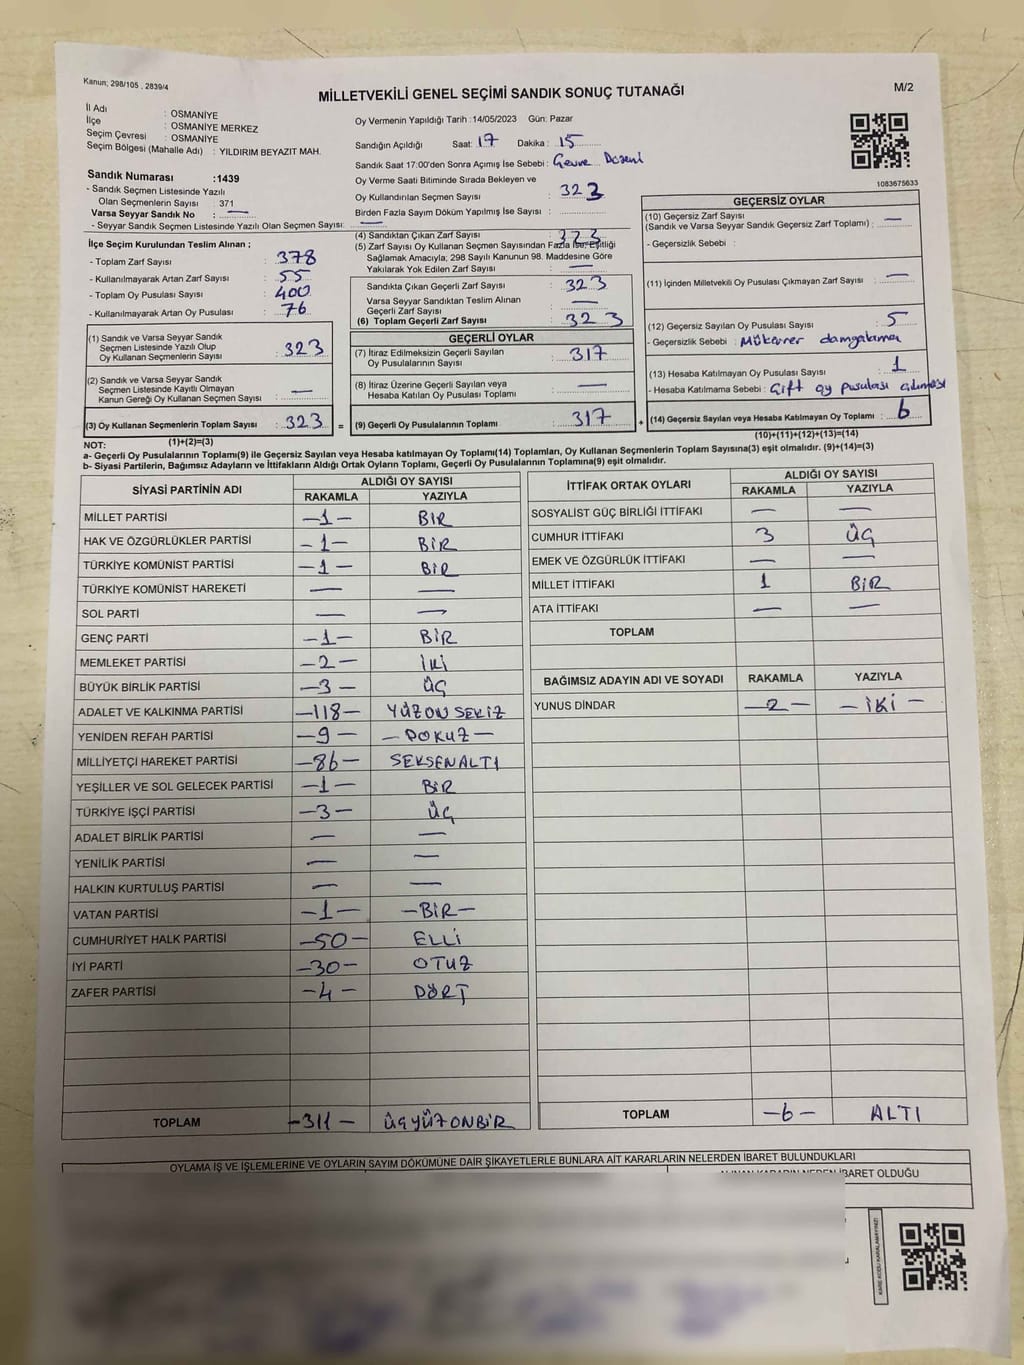 Kanun; 298/105 , 2839/4
MİLLETVEKİLİ GENEL SEÇİMİ SANDIK SONUÇ TUTANAĞI
M/2
İl Adı : OSMANİYE
İlçe : OSMANİYE MERKEZ
Seçim Çevresi : OSMANİYE
Seçim Bölgesi (Mahalle Adı) : YILDIRIM BEYAZIT MAH.
Sandık Numarası :1439
- Sandık Seçmen Listesinde Yazılı
Olan Seçmenlerin Sayısı : 371
Varsa Seyyar Sandık No : —
- Seyyar Sandık Seçmen Listesinde Yazılı Olan Seçmen Sayısı: —
Oy Vermenin Yapıldığı Tarih :14/05/2023 Gün: Pazar
Sandığın Açıldığı Saat: 17 Dakika : 15
Sandık Saat 17:00'den Sonra Açılmış İse Sebebi : Çevre Düzeni
Oy Verme Saati Bitiminde Sırada Bekleyen ve
Oy Kullandırılan Seçmen Sayısı : 323
Birden Fazla Sayım Döküm Yapılmış İse Sayısı :
1083675633
İlçe Seçim Kurulundan Teslim Alınan ;
- Toplam Zarf Sayısı : 378
- Kullanılmayarak Artan Zarf Sayısı : 55
- Toplam Oy Pusulası Sayısı : 400
- Kullanılmayarak Artan Oy Pusulası : 76
(1) Sandık ve Varsa Seyyar Sandık
Seçmen Listesinde Yazılı Olup
Oy Kullanan Seçmenlerin Sayısı : 323
(2) Sandık ve Varsa Seyyar Sandık
Seçmen Listesinde Kayıtlı Olmayan
Kanun Gereği Oy Kullanan Seçmen Sayısı : —
(3) Oy Kullanan Seçmenlerin Toplam Sayısı : 323 =
(1)+(2)=(3)
(4) Sandıktan Çıkan Zarf Sayısı : 323
(5) Zarf Sayısı Oy Kullanan Seçmen Sayısından Fazla İse, Eşitliği
Sağlamak Amacıyla; 298 Sayılı Kanunun 98. Maddesine Göre
Yakılarak Yok Edilen Zarf Sayısı : —
Sandıkta Çıkan Geçerli Zarf Sayısı : 323
Varsa Seyyar Sandıktan Teslim Alınan
Geçerli Zarf Sayısı : —
(6) Toplam Geçerli Zarf Sayısı : 323
GEÇERLİ OYLAR
(7) İtiraz Edilmeksizin Geçerli Sayılan
Oy Pusulalarının Sayısı : 317
(8) İtiraz Üzerine Geçerli Sayılan veya
Hesaba Katılan Oy Pusulası Toplamı : —
(9) Geçerli Oy Pusulalarının Toplamı : 317 +
GEÇERSİZ OYLAR
(10) Geçersiz Zarf Sayısı
(Sandık ve Varsa Seyyar Sandık Geçersiz Zarf Toplamı) : —
- Geçersizlik Sebebi :
(11) İçinden Milletvekili Oy Pusulası Çıkmayan Zarf Sayısı : —
(12) Geçersiz Sayılan Oy Pusulası Sayısı : 5
- Geçersizlik Sebebi : Mükerrer damgalama
(13) Hesaba Katılmayan Oy Pusulası Sayısı : 1
- Hesaba Katılmama Sebebi : Çift oy pusulası çıkması
(14) Geçersiz Sayılan veya Hesaba Katılmayan Oy Toplamı : 6
(10)+(11)+(12)+(13)=(14)
NOT:
a- Geçerli Oy Pusulalarının Toplamı(9) ile Geçersiz Sayılan veya Hesaba Katılmayan Oy Toplamı(14) Toplamları, Oy Kullanan Seçmenlerin Toplam Sayısına(3) eşit olmalıdır. (9)+(14)=(3)
b- Siyasi Partilerin, Bağımsız Adayların ve İttifakların Aldığı Ortak Oyların Toplamı, Geçerli Oy Pusulalarının Toplamına(9) eşit olmalıdır.
SİYASİ PARTİNİN ADI ALDIĞI OY SAYISI
RAKAMLA YAZIYLA
MİLLET PARTİSİ —1— BİR
HAK VE ÖZGÜRLÜKLER PARTİSİ —1— BİR
TÜRKİYE KOMÜNİST PARTİSİ —1— BİR
TÜRKİYE KOMÜNİST HAREKETİ — —
SOL PARTİ — —
GENÇ PARTİ —1— BİR
MEMLEKET PARTİSİ —2— İKİ
BÜYÜK BİRLİK PARTİSİ —3— ÜÇ
ADALET VE KALKINMA PARTİSİ —118— YÜZONSEKİZ
YENİDEN REFAH PARTİSİ —9— —DOKUZ—
MİLLİYETÇİ HAREKET PARTİSİ —86— SEKSENALTI
YEŞİLLER VE SOL GELECEK PARTİSİ —1— BİR
TÜRKİYE İŞÇİ PARTİSİ —3— ÜÇ
ADALET BİRLİK PARTİSİ — —
YENİLİK PARTİSİ — —
HALKIN KURTULUŞ PARTİSİ — —
VATAN PARTİSİ —1— —BİR—
CUMHURİYET HALK PARTİSİ —50— ELLİ
İYİ PARTİ —30— OTUZ
ZAFER PARTİSİ —4— DÖRT
TOPLAM —311— ÜÇYÜZONBİR
İTTİFAK ORTAK OYLARI ALDIĞI OY SAYISI
RAKAMLA YAZIYLA
SOSYALİST GÜÇ BİRLİĞİ İTTİFAKI — —
CUMHUR İTTİFAKI 3 ÜÇ
EMEK VE ÖZGÜRLÜK İTTİFAKI — —
MİLLET İTTİFAKI 1 BİR
ATA İTTİFAKI — —
TOPLAM
BAĞIMSIZ ADAYIN ADI VE SOYADI RAKAMLA YAZIYLA
YUNUS DİNDAR —2— —İKİ—
TOPLAM —6— ALTI
OYLAMA İŞ VE İŞLEMLERİNE VE OYLARIN SAYIM DÖKÜMÜNE DAİR ŞİKAYETLERLE BUNLARA AİT KARARLARIN NELERDEN İBARET BULUNDUKLARI
ALINAN KARARIN NEDEN İBARET OLDUĞU
KARE KODU KARALAMAYINIZ!